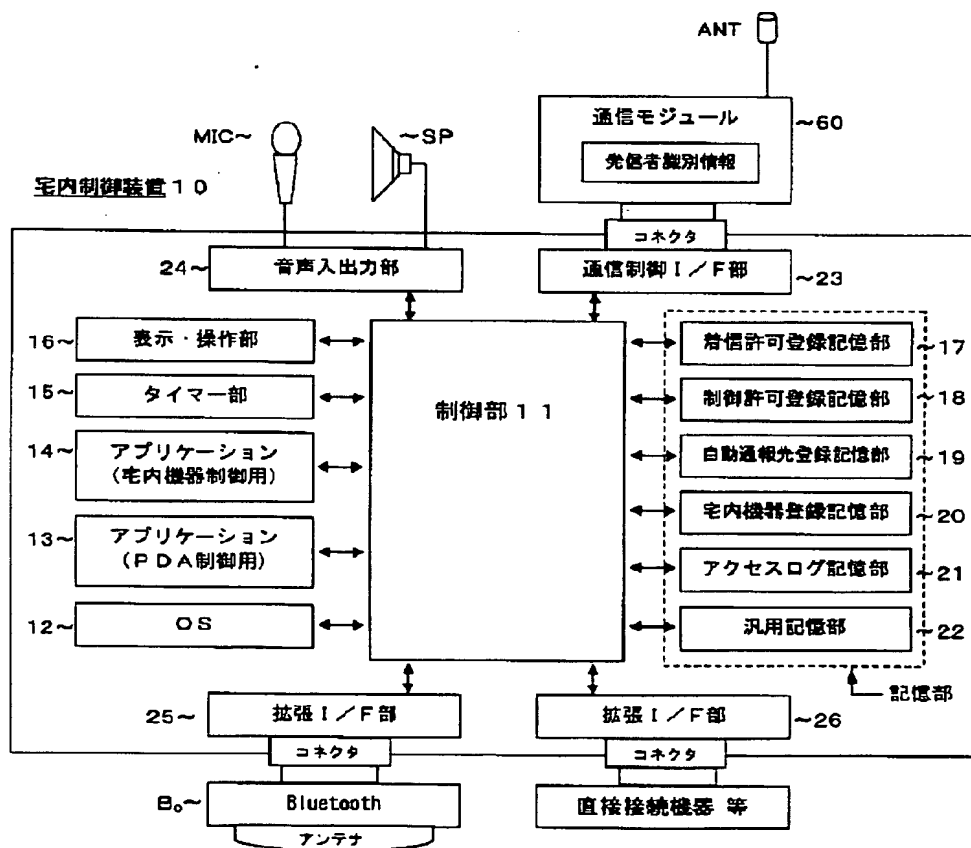 ANT
通信モジュール
~60
発信者識別情報
MIC~
~SP
宅内制御装置10
コネクタ
24~
音声入出力部
通信制御I/F部
~23
16~
表示・操作部
15~
タイマー部
14~
アプリケーション
(宅内機器制御用)
13~
アプリケーション
(PDA制御用)
12~
OS
制御部11
着信許可登録記憶部
~17
制御許可登録記憶部
~18
自動通報先登録記憶部
~19
宅内機器登録記憶部
~20
アクセスログ記憶部
~21
汎用記憶部
~22
記憶部
25~
拡張I/F部
拡張I/F部
~26
コネクタ
コネクタ
B₀~
Bluetooth
アンテナ
直接接続機器 等